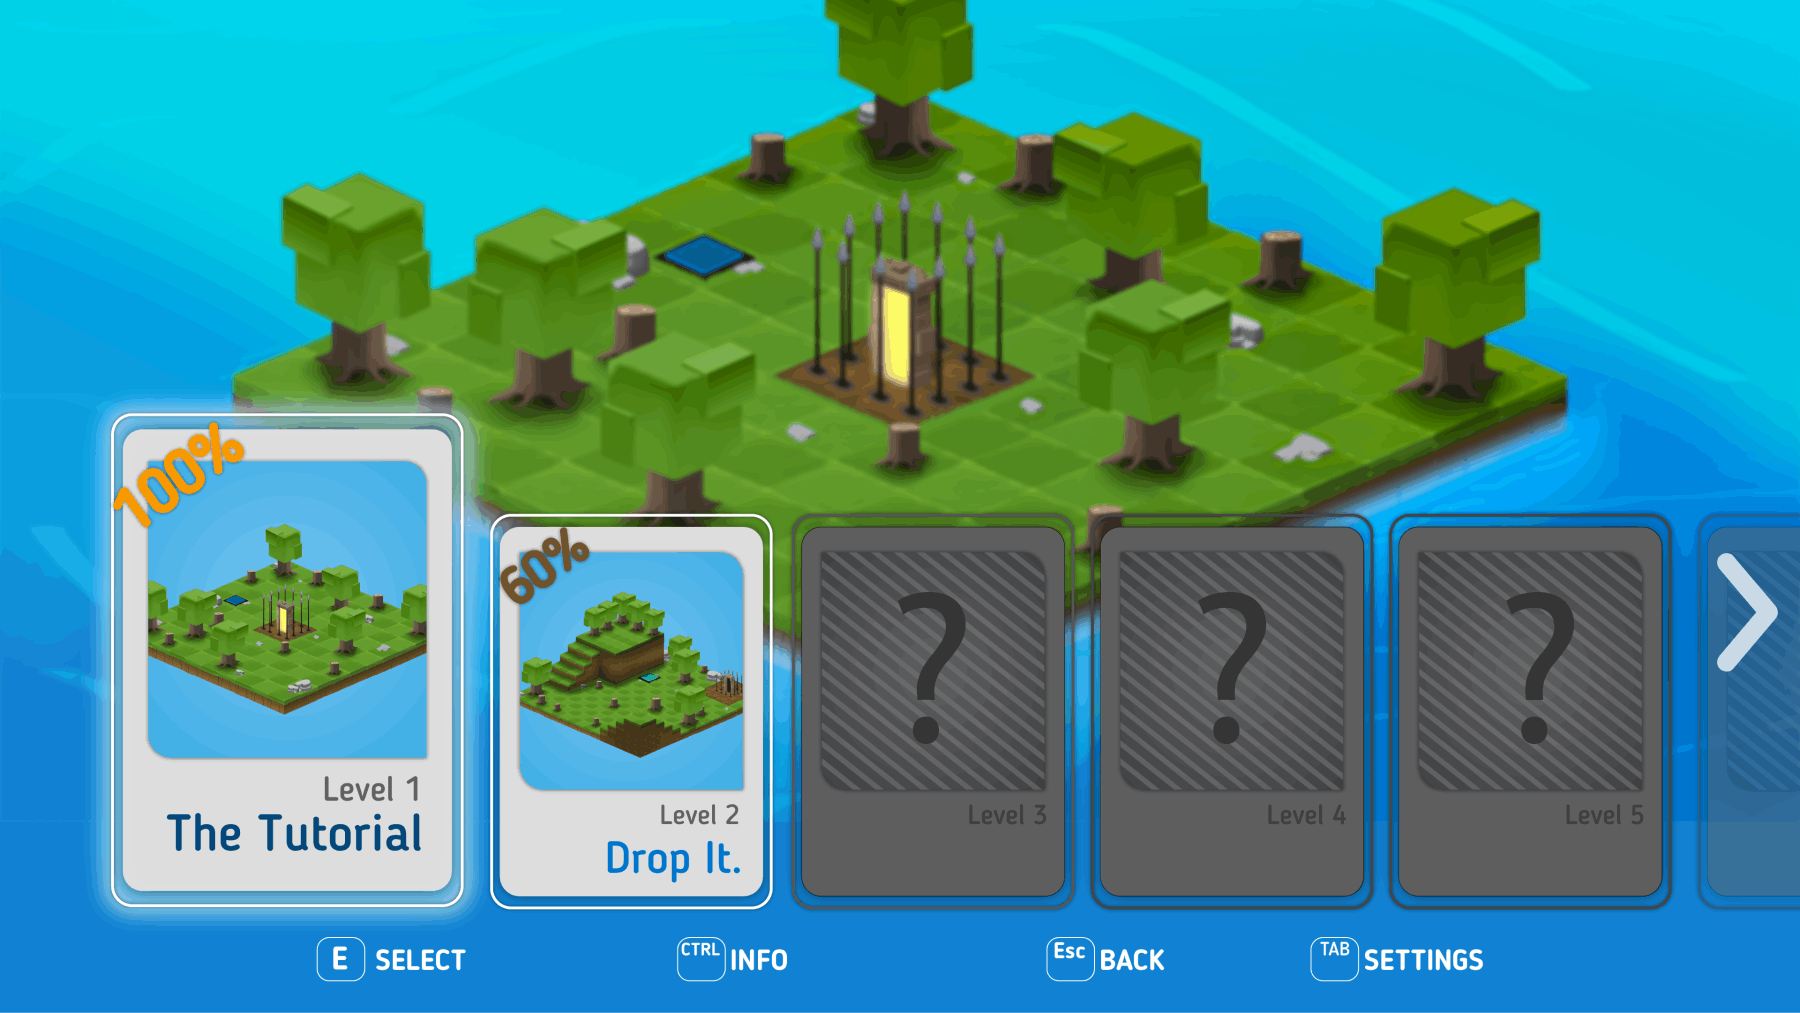 100%
Level 1
The Tutorial
60%
Level 2
Drop It.
?
Level 3
?
Level 4
?
Level 5
E SELECT
CTRL INFO
Esc BACK
TAB SETTINGS